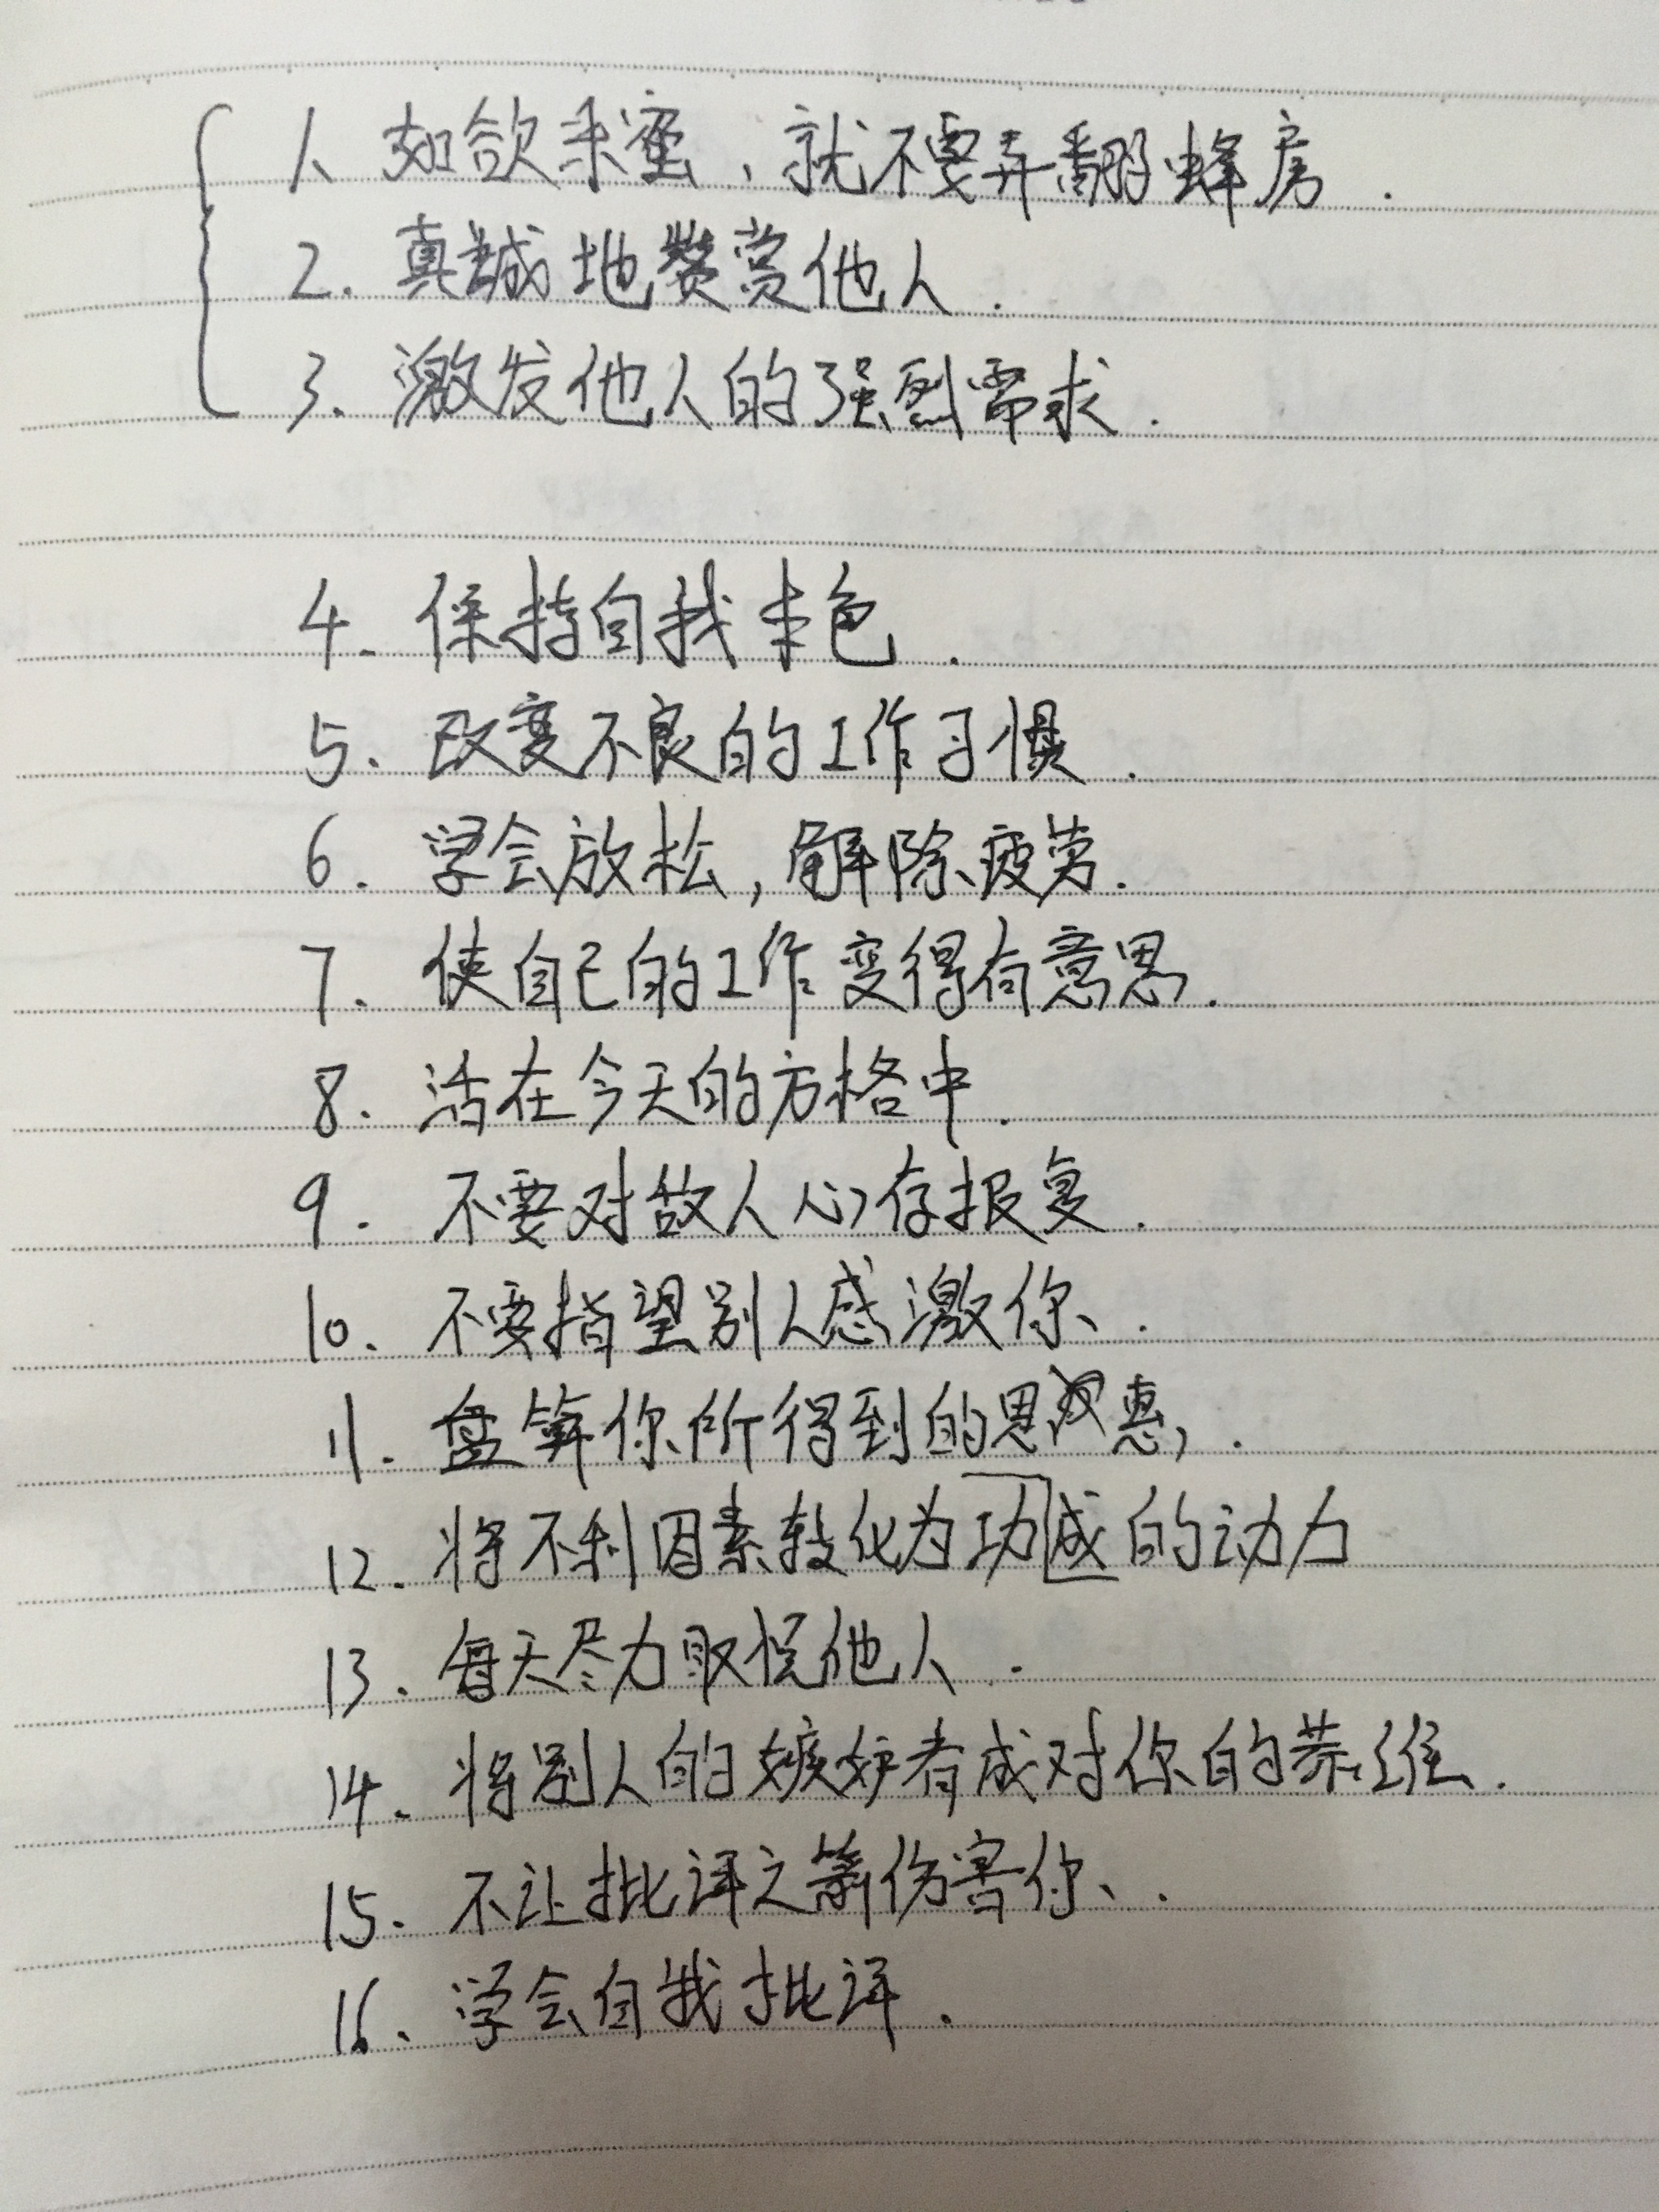 1、如欲采蜜，就不要弄翻蜂房．
2．真诚地赞赏他人．
3．激发他人的强烈需求．
4．保持自我本色．
5．改变不良的工作习惯．
6．学会放松，解除疲劳．
7．使自己的工作变得有意思．
8．活在今天的方格中．
9．不要对敌人心存报复．
10．不要指望别人感激你．
11．盘算你所得到的恩惠．
12．将不利因素转化为功成的动力
13．每天尽力取悦他人．
14．将别人的嫉妒看成对你的恭维．
15．不让批评之箭伤害你．
16、学会自我批评．